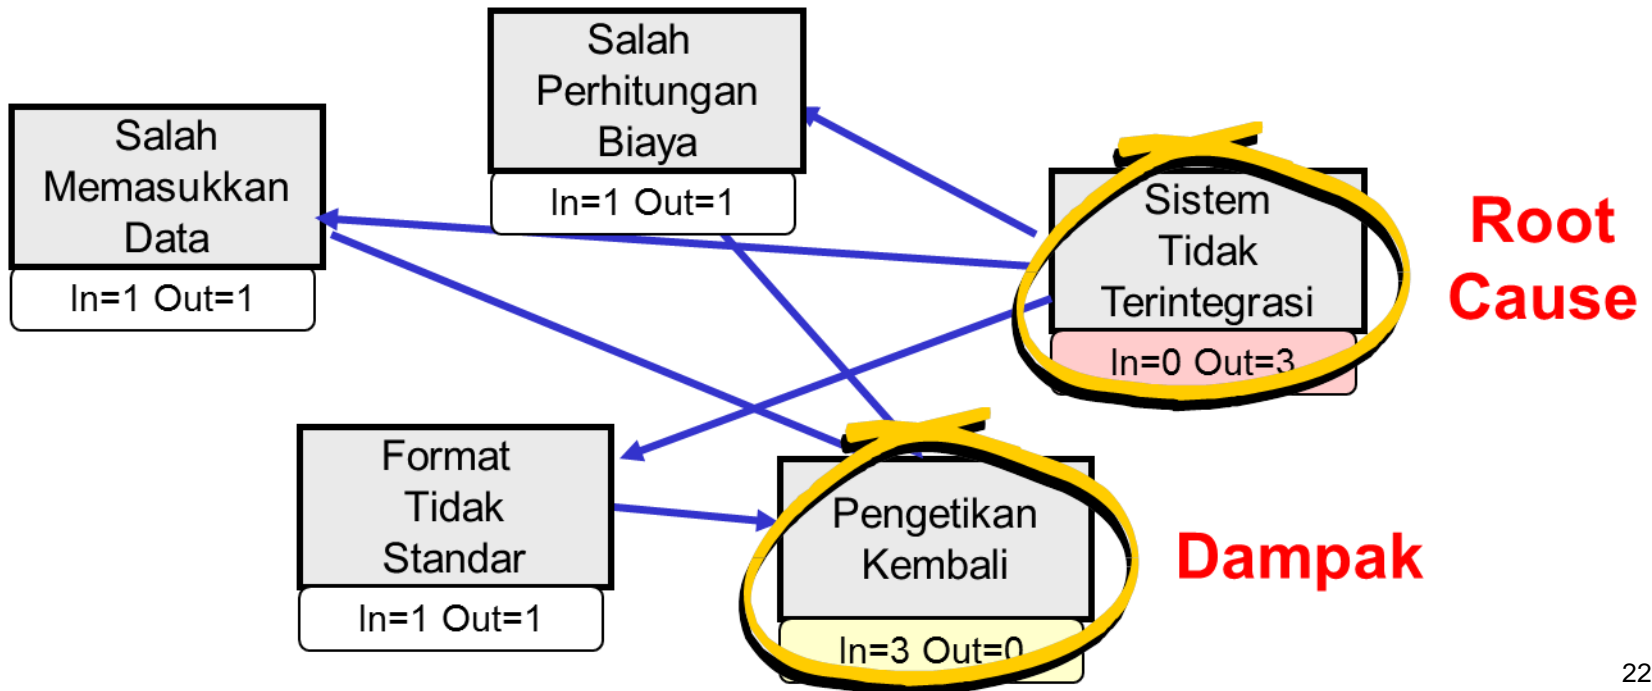 Salah
Perhitungan
Biaya
In=1 Out=1
Salah
Memasukkan
Data
In=1 Out=1
Sistem
Tidak
Terintegrasi
In=0 Out=3
Root
Cause
Format
Tidak
Standar
In=1 Out=1
Pengetikan
Kembali
In=3 Out=0
Dampak
22